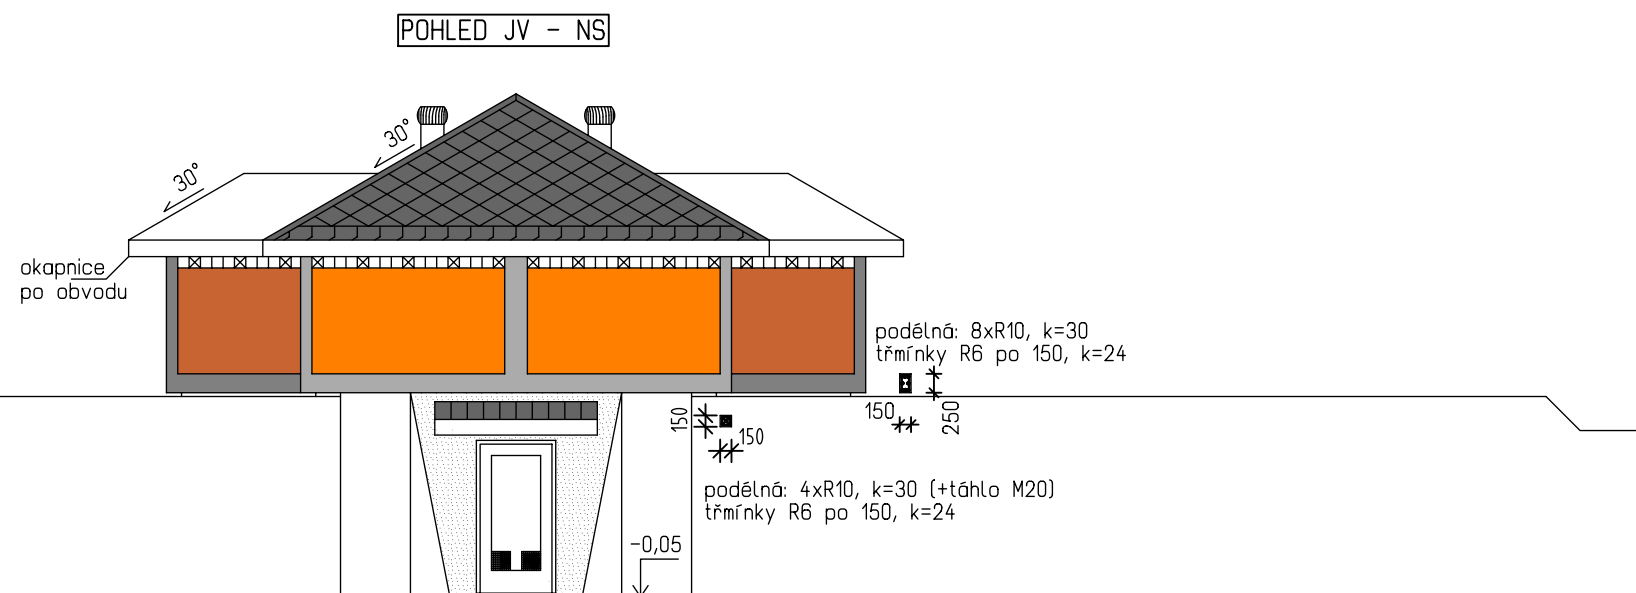 POHLED JV - NS
30°
30°
okapnice
po obvodu
podélná: 8xR10, k=30
třmínky R6 po 150, k=24
150
250
150
150
podélná: 4xR10, k=30 (+táhlo M20)
třmínky R6 po 150, k=24
-0,05